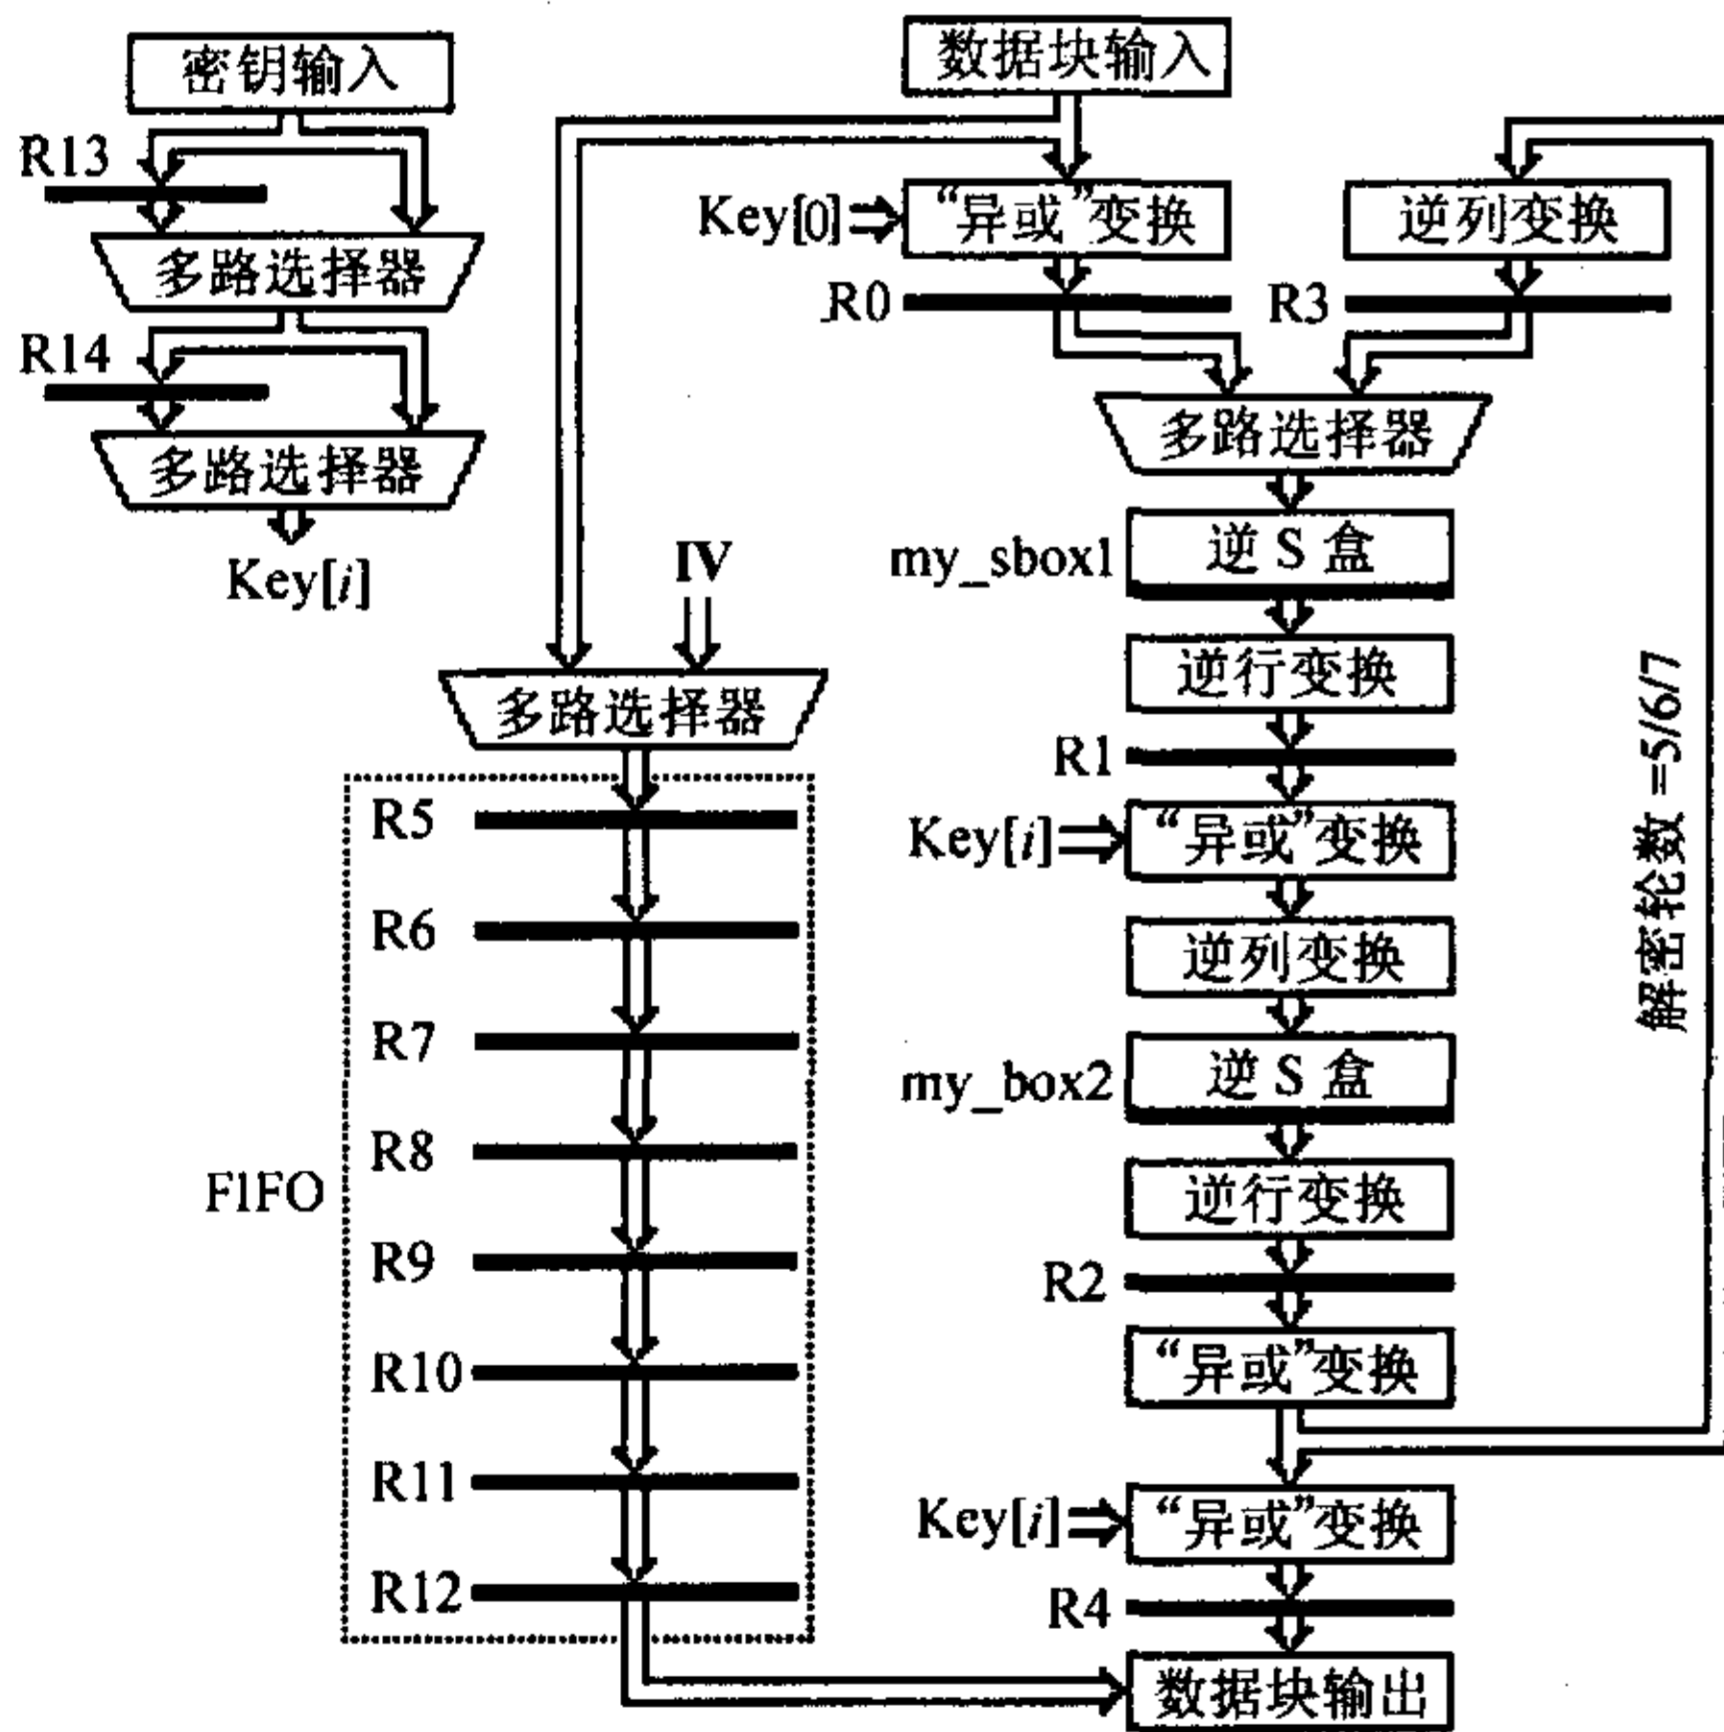 密钥输入
R13
多路选择器
R14
多路选择器
Key[i]
数据块输入
Key[0]
“异或”变换
逆列变换
R0
R3
多路选择器
my_sbox1
逆 S 盒
逆行变换
R1
Key[i]
“异或”变换
逆列变换
my_box2
逆 S 盒
逆行变换
R2
“异或”变换
解密轮数 =5/6/7
Key[i]
“异或”变换
R4
数据块输出
IV
多路选择器
FIFO
R5
R6
R7
R8
R9
R10
R11
R12